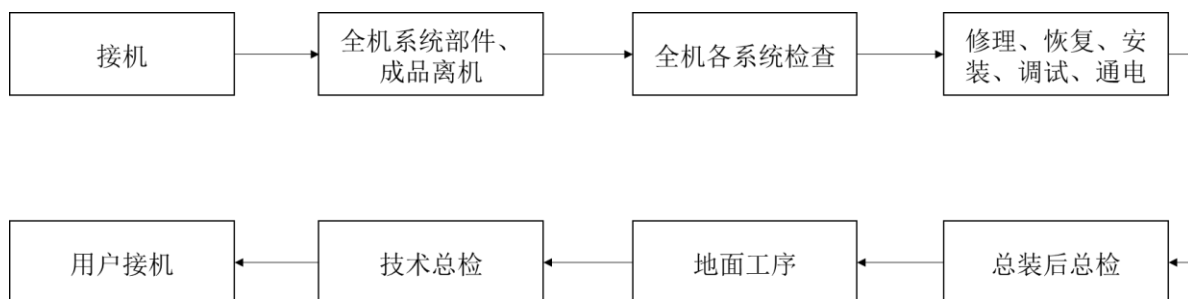 接机
全机系统部件、
成品离机
全机各系统检查
修理、恢复、安
装、调试、通电
用户接机
技术总检
地面工序
总装后总检